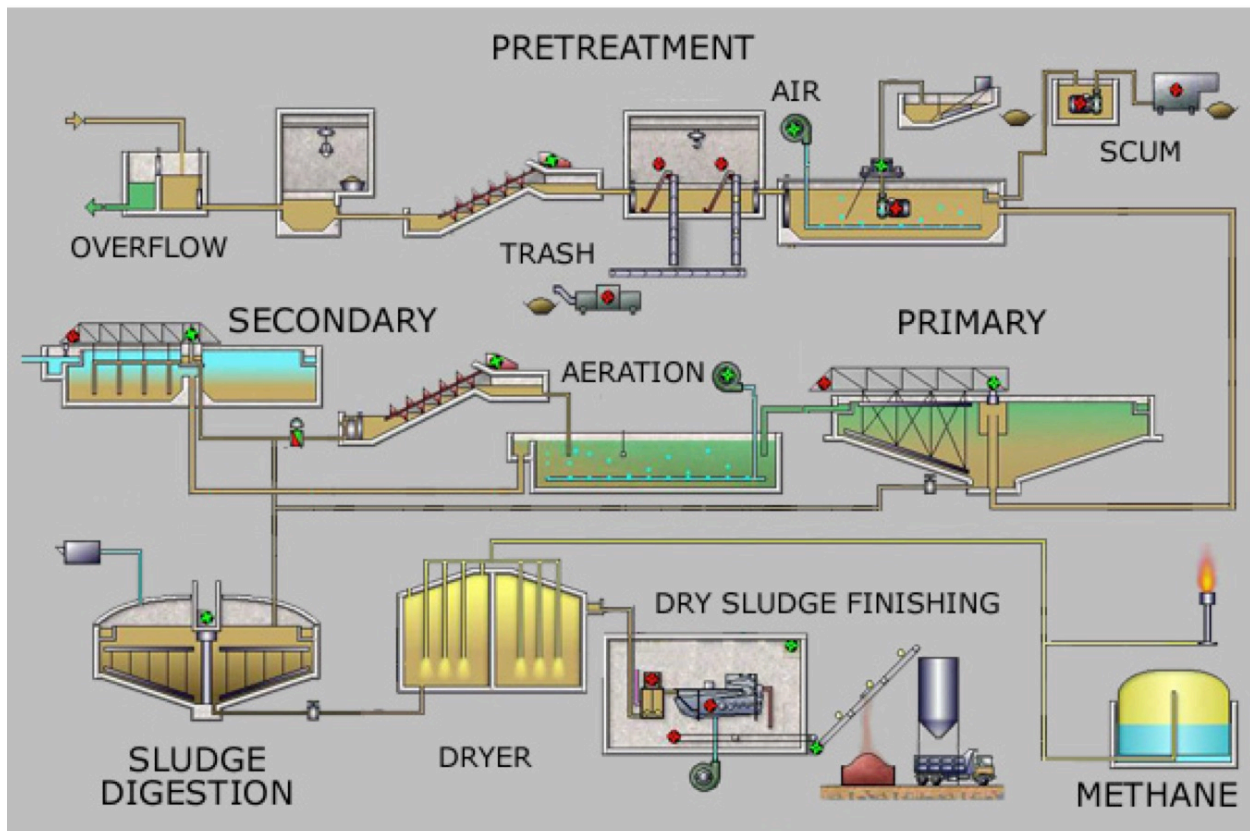 PRETREATMENT
AIR
SCUM
OVERFLOW
TRASH
SECONDARY
PRIMARY
AERATION
DRY SLUDGE FINISHING
SLUDGE
DIGESTION
DRYER
METHANE